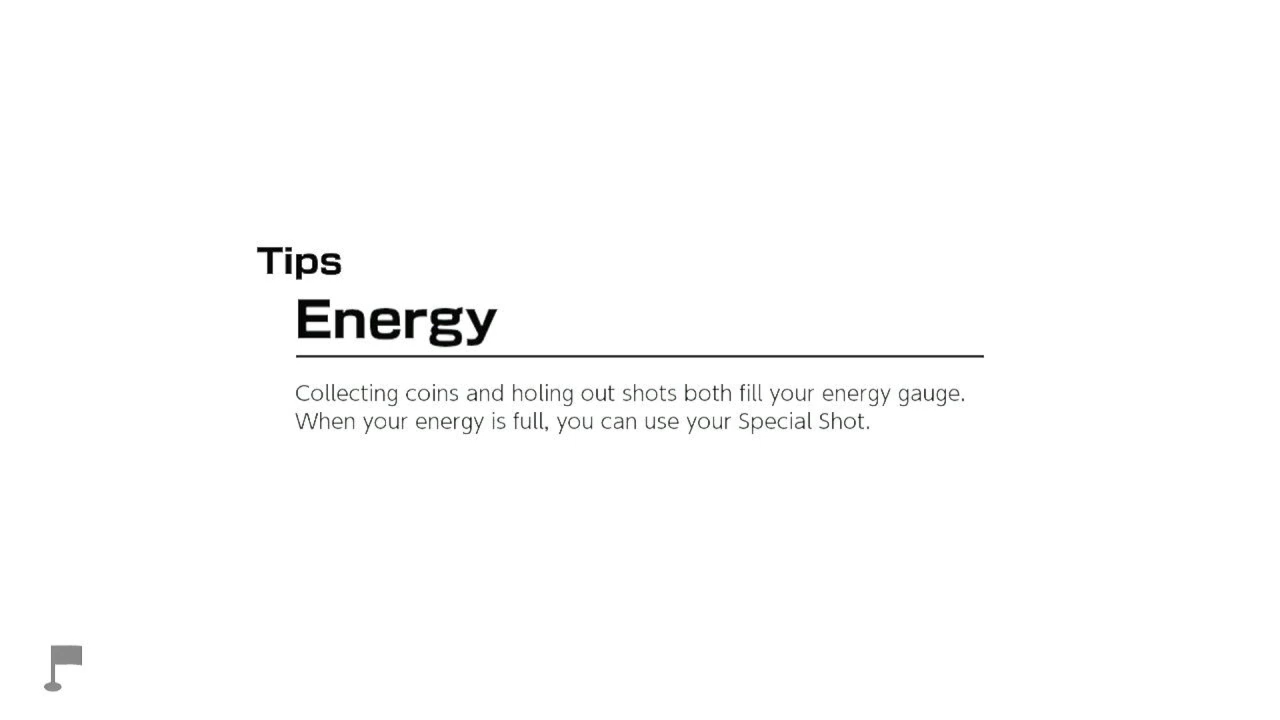 Tips
Energy
Collecting coins and holing out shots both fill your energy gauge.
When your energy is full, you can use your Special Shot.